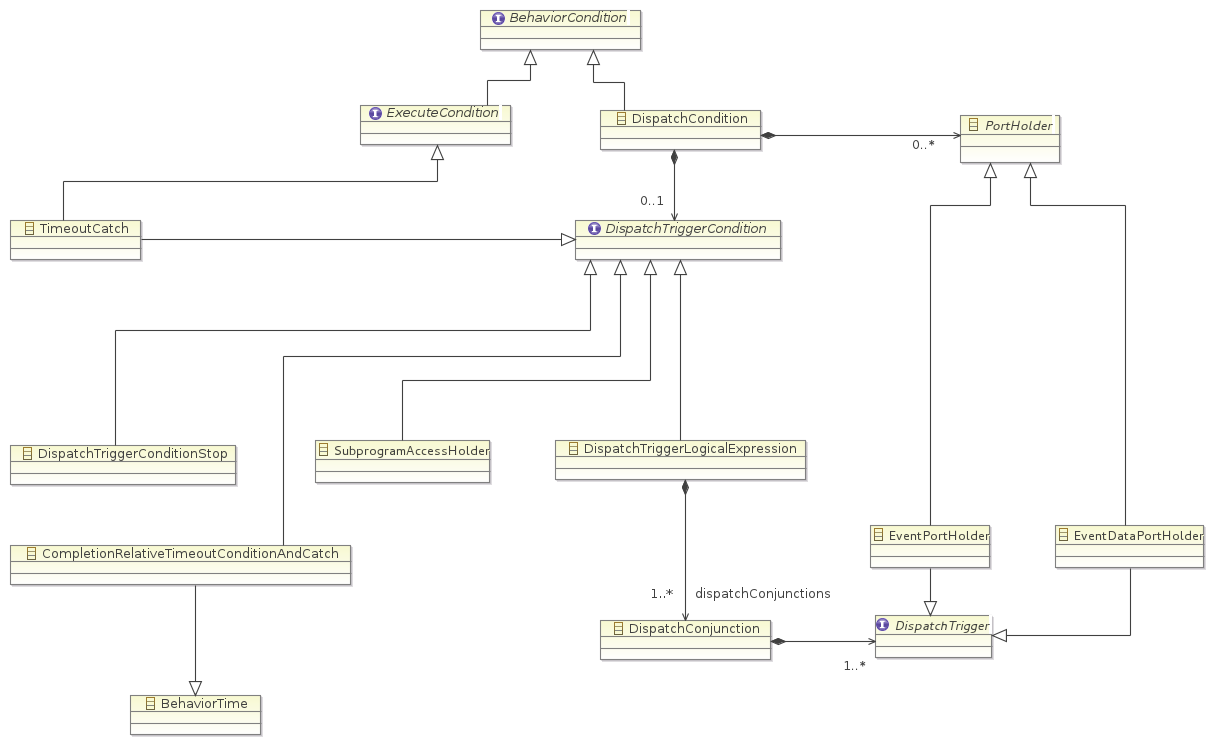 I BehaviorCondition
I ExecuteCondition
DispatchCondition
PortHolder
0..*
0..1
TimeoutCatch
I DispatchTriggerCondition
DispatchTriggerConditionStop
SubprogramAccessHolder
DispatchTriggerLogicalExpression
CompletionRelativeTimeoutConditionAndCatch
EventPortHolder
EventDataPortHolder
1..* dispatchConjunctions
DispatchConjunction
I DispatchTrigger
1..*
BehaviorTime